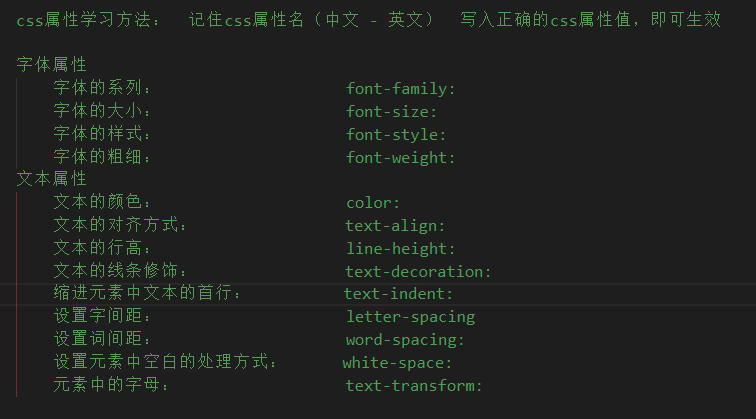 css属性学习方法： 记住css属性名（中文 - 英文） 写入正确的css属性值，即可生效
字体属性
字体的系列： font-family:
字体的大小： font-size:
字体的样式： font-style:
字体的粗细： font-weight:
文本属性
文本的颜色： color:
文本的对齐方式： text-align:
文本的行高： line-height:
文本的线条修饰： text-decoration:
缩进元素中文本的首行： text-indent:
设置字间距： letter-spacing
设置词间距： word-spacing:
设置元素中空白的处理方式： white-space:
元素中的字母： text-transform: